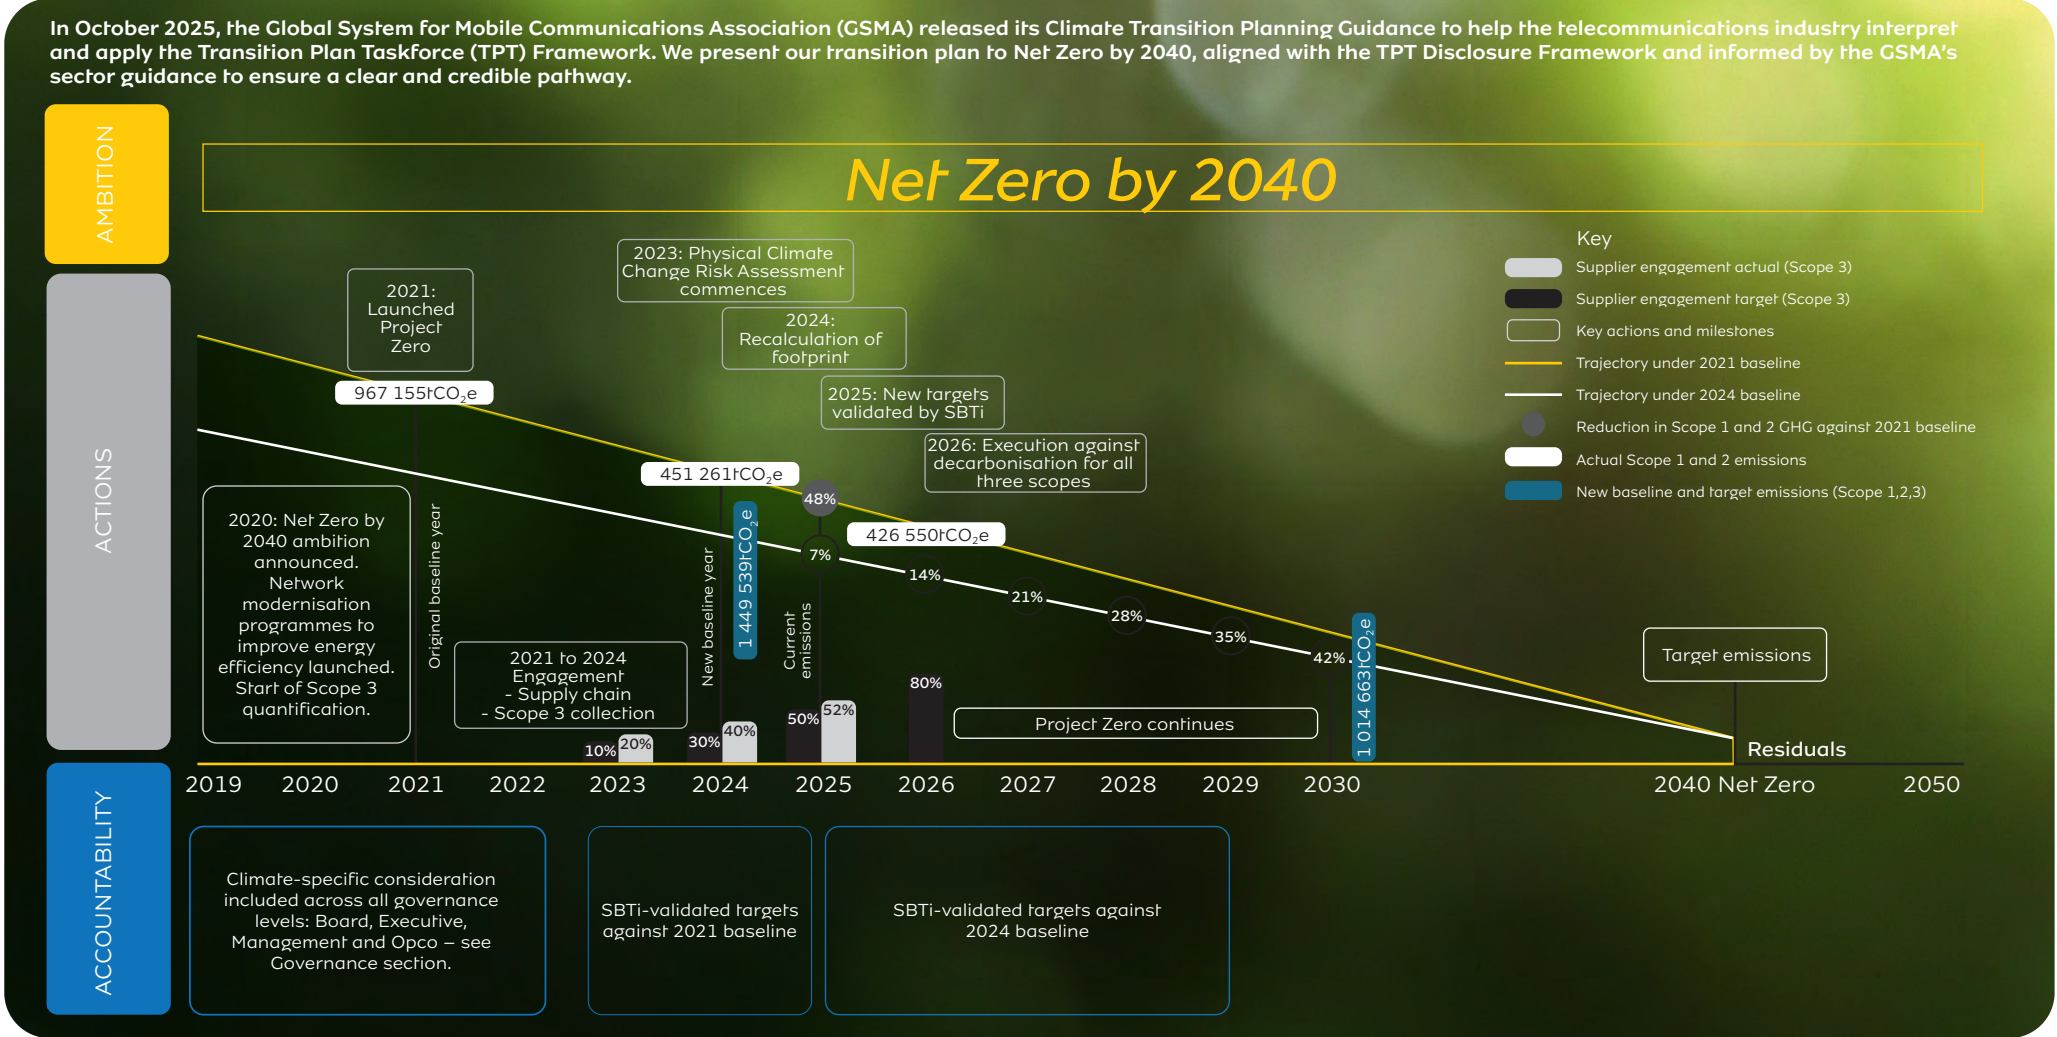 In October 2025, the Global System for Mobile Communications Association (GSMA) released its Climate Transition Planning Guidance to help the telecommunications industry interpret
and apply the Transition Plan Taskforce (TPT) Framework. We present our transition plan to Net Zero by 2040, aligned with the TPT Disclosure Framework and informed by the GSMA's
sector guidance to ensure a clear and credible pathway.
AMBITION
Net Zero by 2040
ACTIONS
2021:
Launched
Project
Zero
2023: Physical Climate
Change Risk Assessment
commences
2024:
Recalculation of
footprint
2025: New targets
validated by SBTi
2026: Execution against
decarbonisation for all
three scopes
Key
Supplier engagement actual (Scope 3)
Supplier engagement target (Scope 3)
Key actions and milestones
Trajectory under 2021 baseline
Trajectory under 2024 baseline
Reduction in Scope 1 and 2 GHG against 2021 baseline
Actual Scope 1 and 2 emissions
New baseline and target emissions (Scope 1,2,3)
967 155tCO₂e
451 261tCO₂e
426 550tCO₂e
2020: Net Zero by
2040 ambition
announced.
Network
modernisation
programmes to
improve energy
efficiency launched.
Start of Scope 3
quantification.
Original baseline year
2021 to 2024
Engagement
- Supply chain
- Scope 3 collection
New baseline year
1 449 539tCO₂e
Current
emissions
48%
7%
14%
21%
28%
35%
42%
1 014 663tCO₂e
10%
20%
30%
40%
50%
52%
80%
Project Zero continues
Target emissions
Residuals
2019
2020
2021
2022
2023
2024
2025
2026
2027
2028
2029
2030
2040 Net Zero
2050
ACCOUNTABILITY
Climate-specific consideration
included across all governance
levels: Board, Executive,
Management and Opco – see
Governance section.
SBTi-validated targets
against 2021 baseline
SBTi-validated targets against
2024 baseline